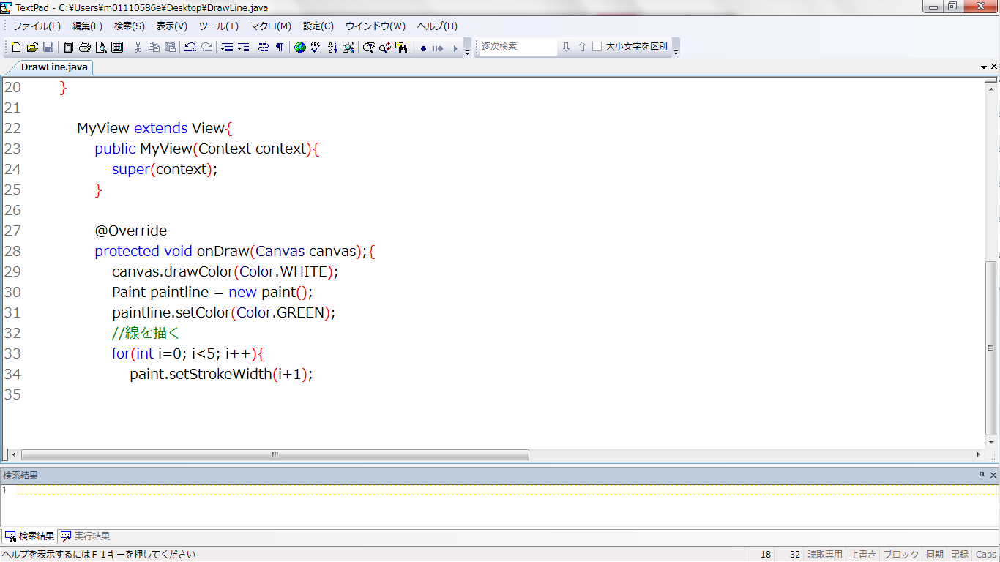 TextPad - C:¥Users¥m01110586e¥Desktop¥DrawLine.java
ファイル(F) 編集(E) 検索(S) 表示(V) ツール(T) マクロ(M) 設定(C) ウインドウ(W) ヘルプ(H)
逐次検索 大小文字を区別
DrawLine.java
20 }
21
22 MyView extends View{
23 public MyView(Context context){
24 super(context);
25 }
26
27 @Override
28 protected void onDraw(Canvas canvas);{
29 canvas.drawColor(Color.WHITE);
30 Paint paintline = new paint();
31 paintline.setColor(Color.GREEN);
32 //線を描く
33 for(int i=0; i<5; i++){
34 paint.setStrokeWidth(i+1);
35
検索結果
1
検索結果 実行結果
ヘルプを表示するにはF1キーを押してください 18 32 読取専用 上書き ブロック 同期 記録 Caps